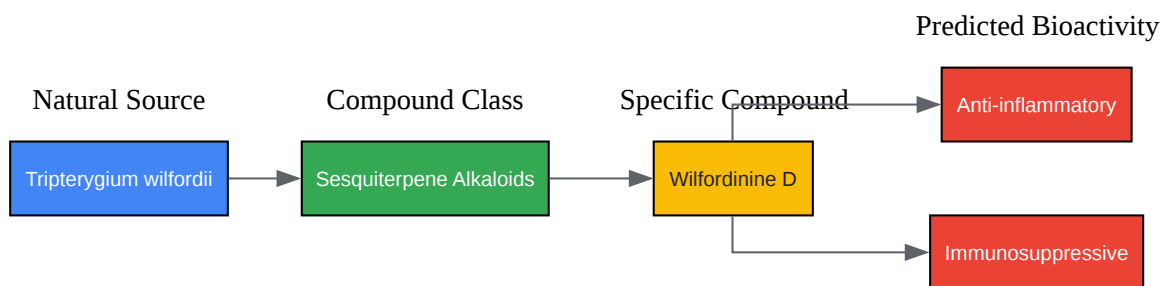 Predicted Bioactivity
Natural Source
Compound Class
Specific Compound
Anti-inflammatory
Tripterygium wilfordii
Sesquiterpene Alkaloids
Wilfordinine D
Immunosuppressive